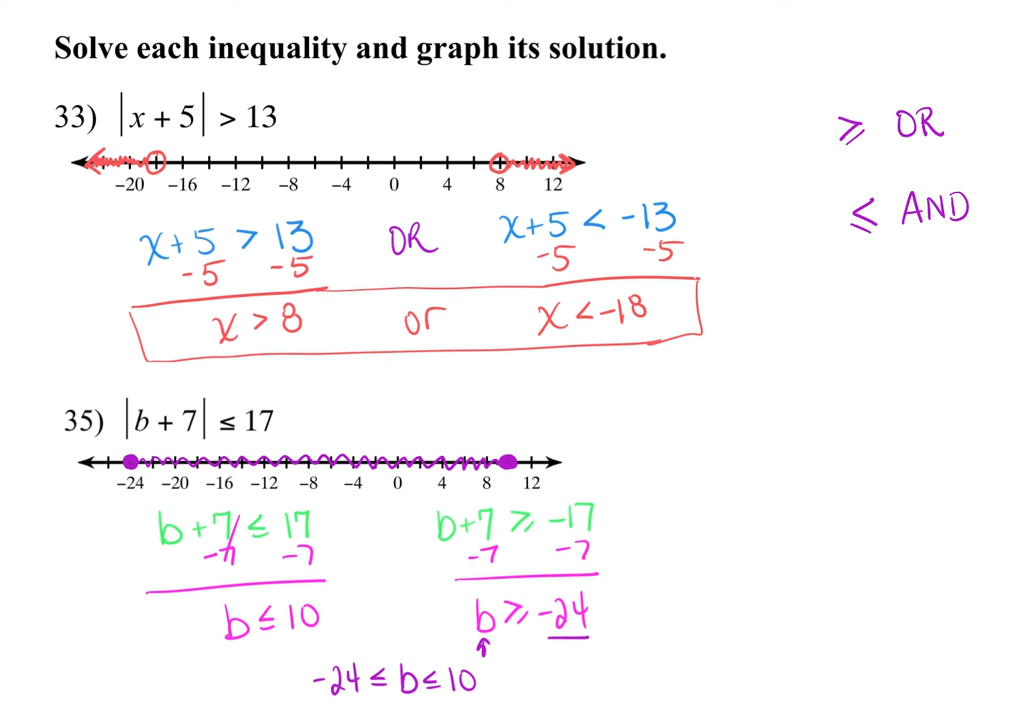 Solve each inequality and graph its solution.
33) |x + 5| > 13
≥ OR
-20 -16 -12 -8 -4 0 4 8 12
≤ AND
x+5 > 13 OR x+5 < -13
-5 -5 -5 -5
x > 8 or x < -18
35) |b + 7| ≤ 17
-24 -20 -16 -12 -8 -4 0 4 8 12
b+7 ≤ 17 b+7 ≥ -17
-7 -7 -7 -7
b ≤ 10 b ≥ -24
-24 ≤ b ≤ 10